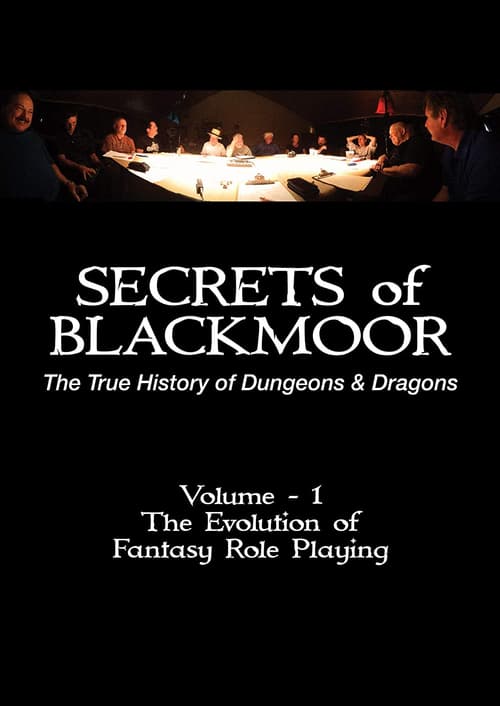 SECRETS of
BLACKMOOR
The True History of Dungeons & Dragons
Volume - 1
The Evolution of
Fantasy Role Playing